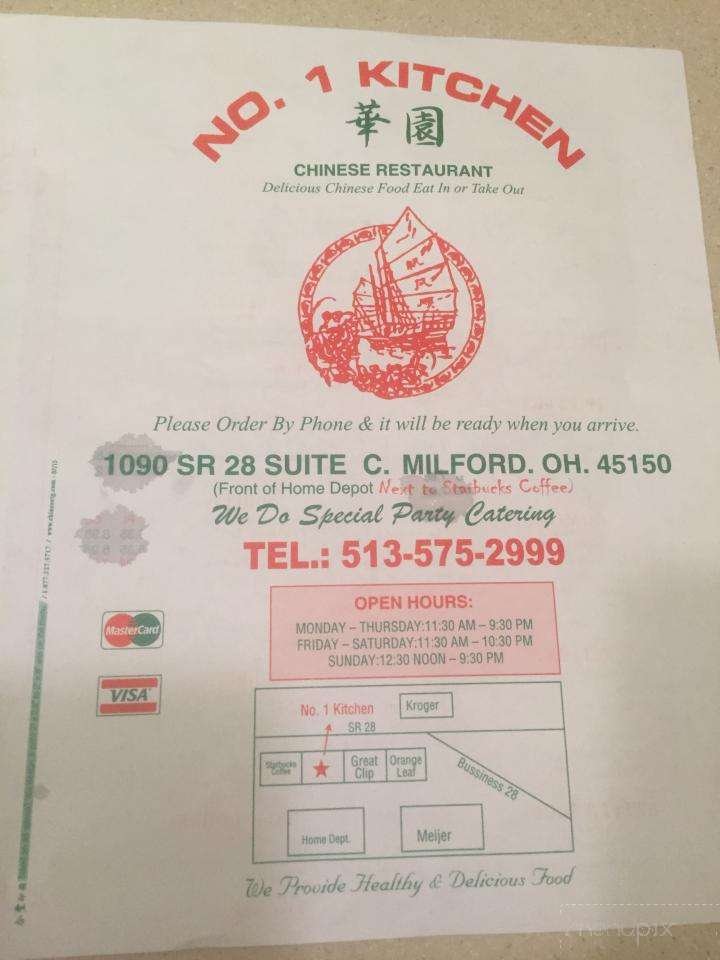 NO. 1 KITCHEN
華園
CHINESE RESTAURANT
Delicious Chinese Food Eat In or Take Out
Please Order By Phone & it will be ready when you arrive.
1090 SR 28 SUITE C. MILFORD. OH. 45150
(Front of Home Depot Next to Starbucks Coffee)
We Do Special Party Catering
TEL.: 513-575-2999
OPEN HOURS:
MONDAY – THURSDAY:11:30 AM – 9:30 PM
FRIDAY – SATURDAY:11:30 AM – 10:30 PM
SUNDAY:12:30 NOON – 9:30 PM
MasterCard
VISA
No. 1 Kitchen
Kroger
SR 28
Starbucks Coffee
Great Clip
Orange Leaf
Bussiness 28
Home Dept.
Meijer
We Provide Healthy & Delicious Food
menupix